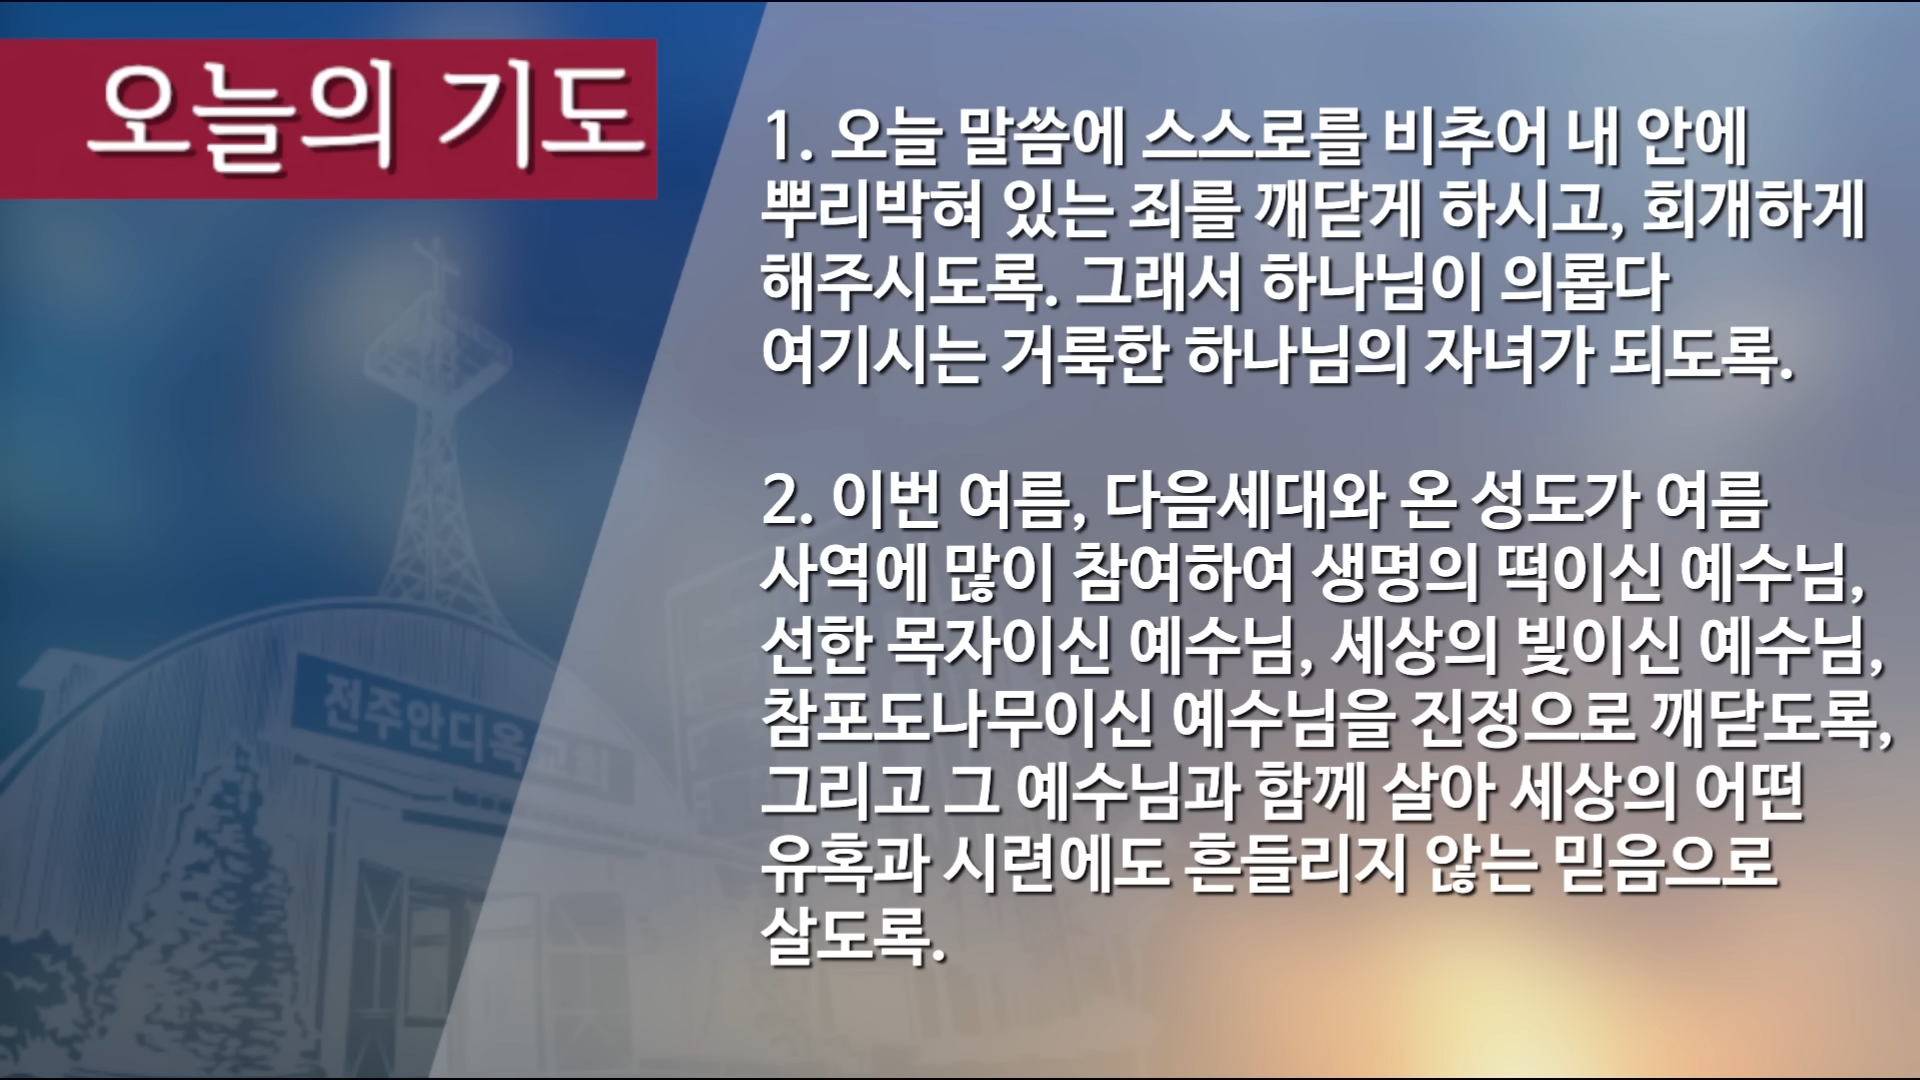 오늘의 기도
1. 오늘 말씀에 스스로를 비추어 내 안에
뿌리박혀 있는 죄를 깨닫게 하시고, 회개하게
해주시도록. 그래서 하나님이 의롭다
여기시는 거룩한 하나님의 자녀가 되도록.
2. 이번 여름, 다음세대와 온 성도가 여름
사역에 많이 참여하여 생명의 떡이신 예수님,
선한 목자이신 예수님, 세상의 빛이신 예수님,
참포도나무이신 예수님을 진정으로 깨닫도록,
그리고 그 예수님과 함께 살아 세상의 어떤
유혹과 시련에도 흔들리지 않는 믿음으로
살도록.
전주안디옥교회